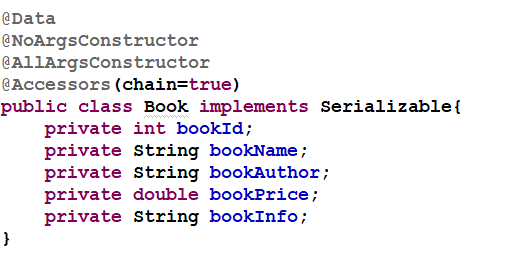 @Data
@NoArgsConstructor
@AllArgsConstructor
@Accessors(chain=true)
public class Book implements Serializable{
    private int bookId;
    private String bookName;
    private String bookAuthor;
    private double bookPrice;
    private String bookInfo;
}